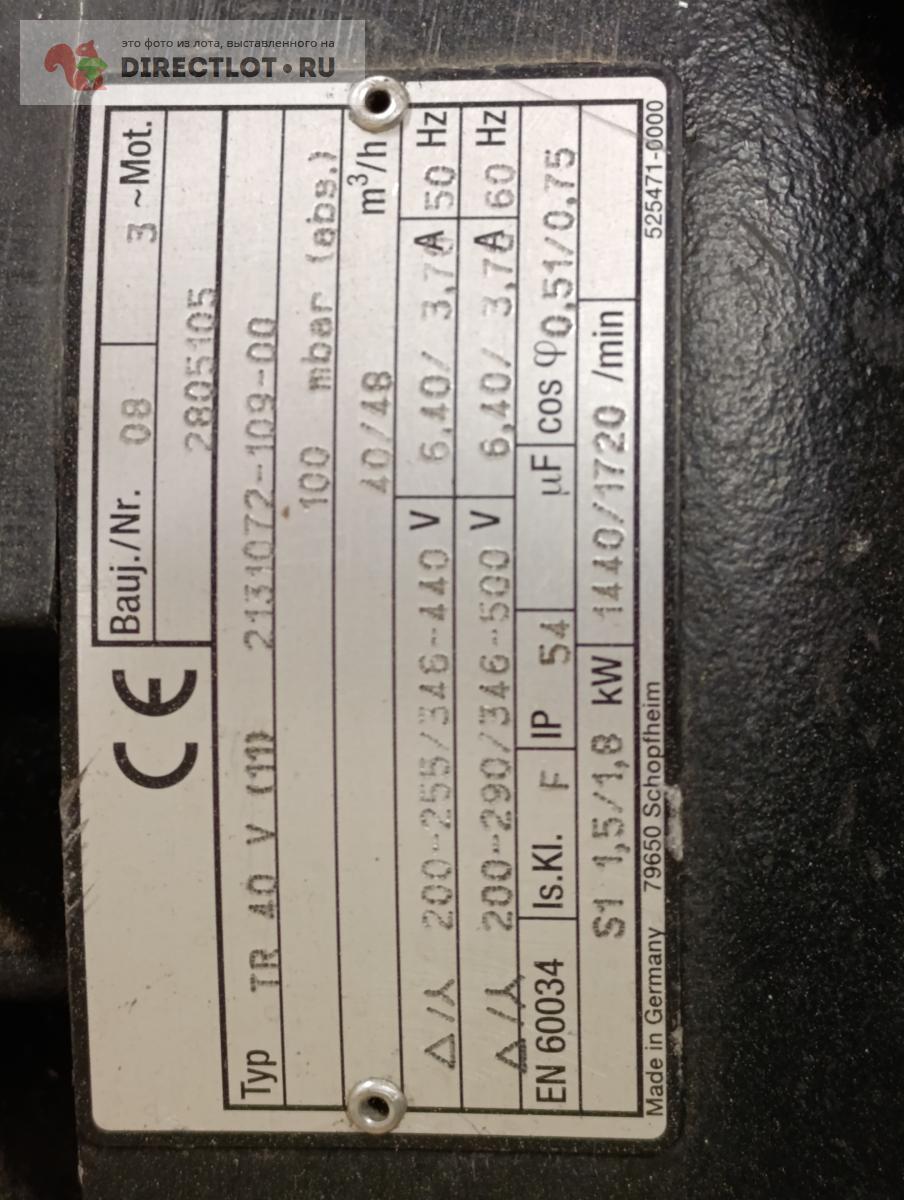 это фото из лота, выставленного на
DIRECTLOT.RU
CE
Bauj./Nr. 08 3 ~Mot.
2805105
Typ TR 40 V (11) 2131072-109-00
100 mbar (abs.)
40/48 m³/h
Δ/⅄ 200-255/346-440 V 6,40/ 3,70 A 50 Hz
Δ/⅄ 200-290/346-500 V 6,40/ 3,70 A 60 Hz
EN 60034 Is.Kl. F IP 54 µF cos φ 0,51/0,75
S1 1,5/1,8 kW 1440/1720 /min
Made in Germany 79650 Schopfheim 525471-0000